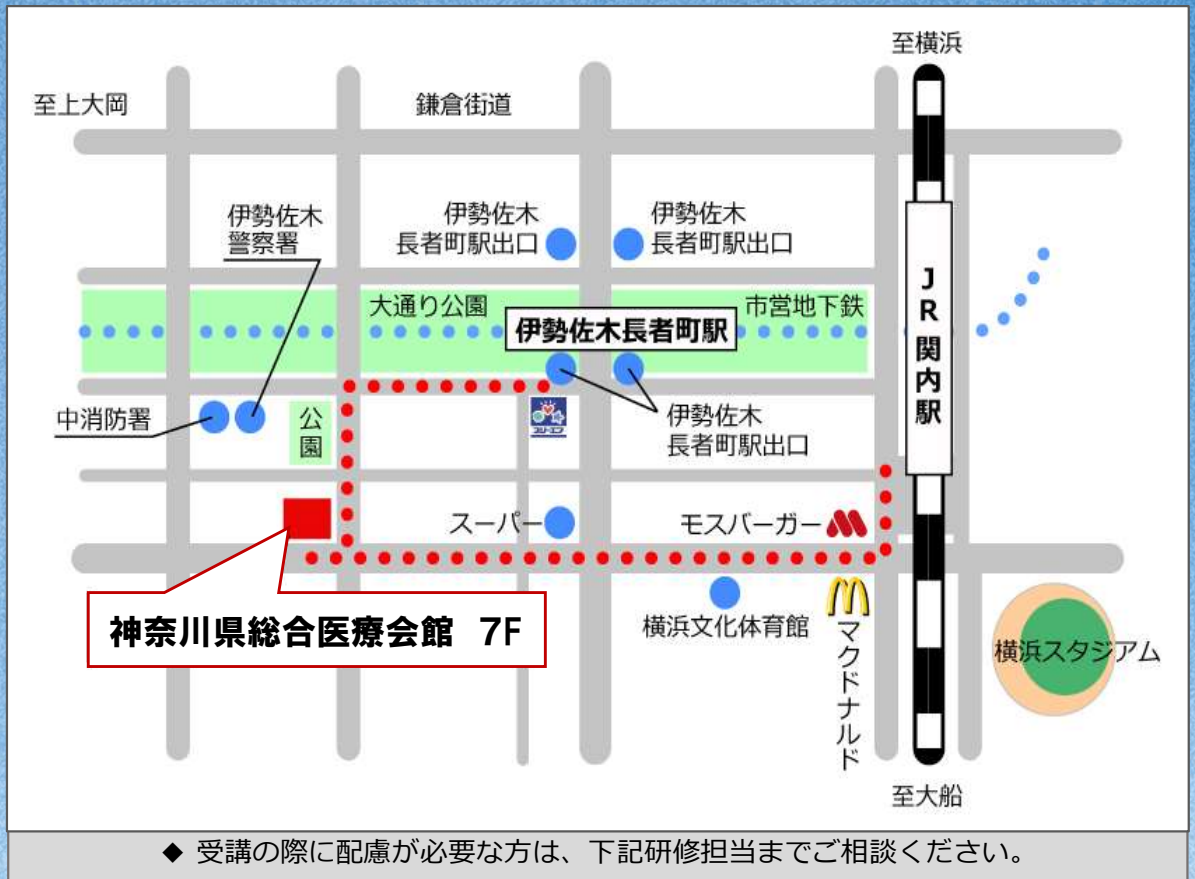 至横浜
至上大岡
鎌倉街道
伊勢佐木
警察署
伊勢佐木
長者町駅出口
伊勢佐木
長者町駅出口
大通り公園
市営地下鉄
伊勢佐木長者町駅
JR関内駅
中消防署
公園
伊勢佐木
長者町駅出口
スーパー
モスバーガー
神奈川県総合医療会館 7F
横浜文化体育館
マクドナルド
横浜スタジアム
至大船
◆ 受講の際に配慮が必要な方は、下記研修担当までご相談ください。